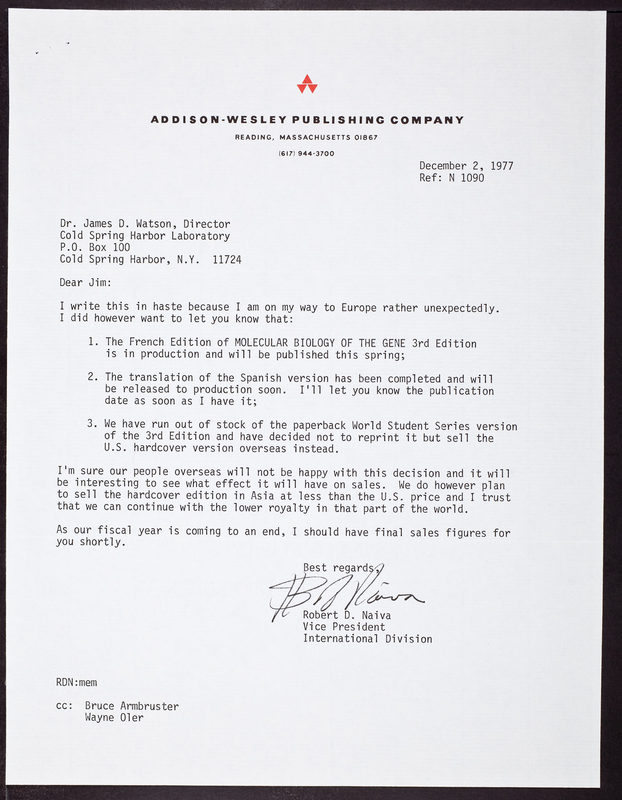 ADDISON-WESLEY PUBLISHING COMPANY
READING, MASSACHUSETTS 01867
(617) 944-3700
December 2, 1977
Ref: N 1090
Dr. James D. Watson, Director
Cold Spring Harbor Laboratory
P.O. Box 100
Cold Spring Harbor, N.Y. 11724
Dear Jim:
I write this in haste because I am on my way to Europe rather unexpectedly.
I did however want to let you know that:
1. The French Edition of MOLECULAR BIOLOGY OF THE GENE 3rd Edition
is in production and will be published this spring;
2. The translation of the Spanish version has been completed and will
be released to production soon. I'll let you know the publication
date as soon as I have it;
3. We have run out of stock of the paperback World Student Series version
of the 3rd Edition and have decided not to reprint it but sell the
U.S. hardcover version overseas instead.
I'm sure our people overseas will not be happy with this decision and it will
be interesting to see what effect it will have on sales. We do however plan
to sell the hardcover edition in Asia at less than the U.S. price and I trust
that we can continue with the lower royalty in that part of the world.
As our fiscal year is coming to an end, I should have final sales figures for
you shortly.
Best regards,
Robert D. Naiva
Vice President
International Division
RDN:mem
cc: Bruce Armbruster
Wayne Oler